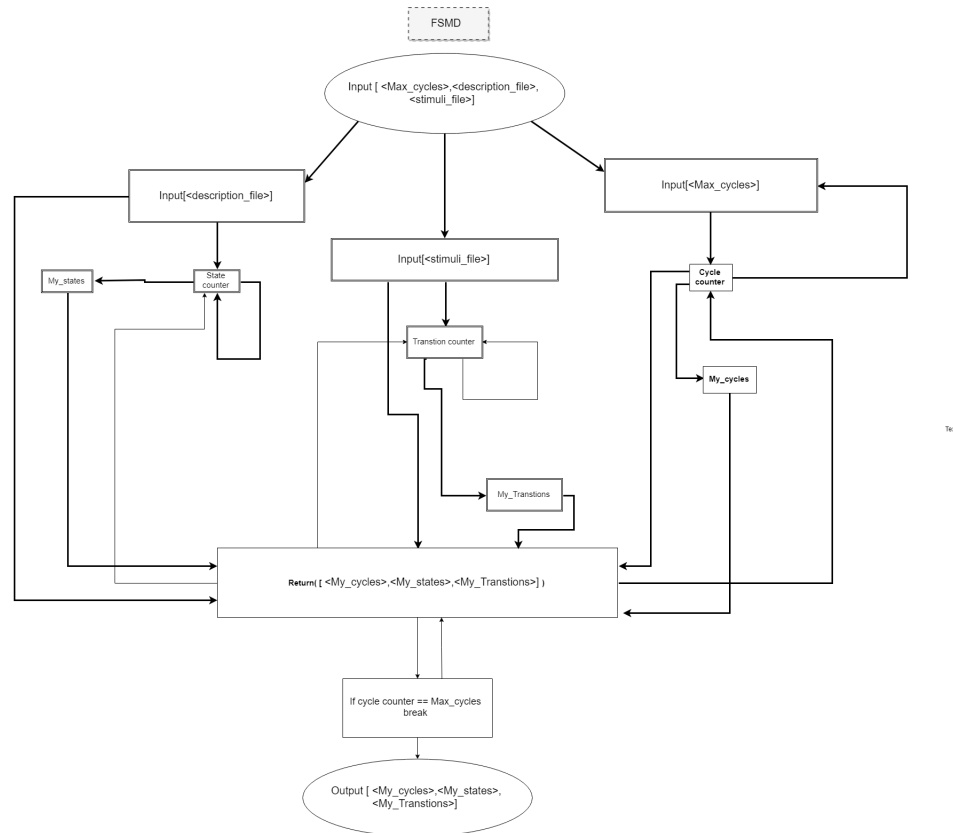 FSMD
Input [ <Max_cycles>,<description_file>,
<stimuli_file>]
Input[<description_file>]
Input[<Max_cycles>]
Input[<stimuli_file>]
My_states
State
counter
Cycle
counter
Transtion counter
My_cycles
My_Transtions
Return( [ <My_cycles>,<My_states>,<My_Transtions>] )
If cycle counter == Max_cycles
break
Output [ <My_cycles>,<My_states>,
<My_Transtions>]